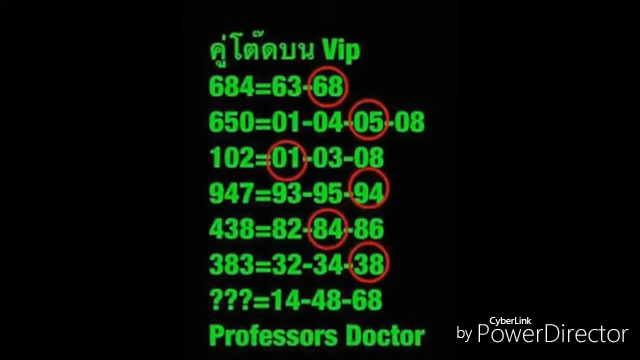 คู่โต๊ดบน Vip
684=63-68
650=01-04-05-08
102=01-03-08
947=93-95-94
438=82-84-86
383=32-34-38
???=14-48-68
Professors Doctor
CyberLink
by PowerDirector